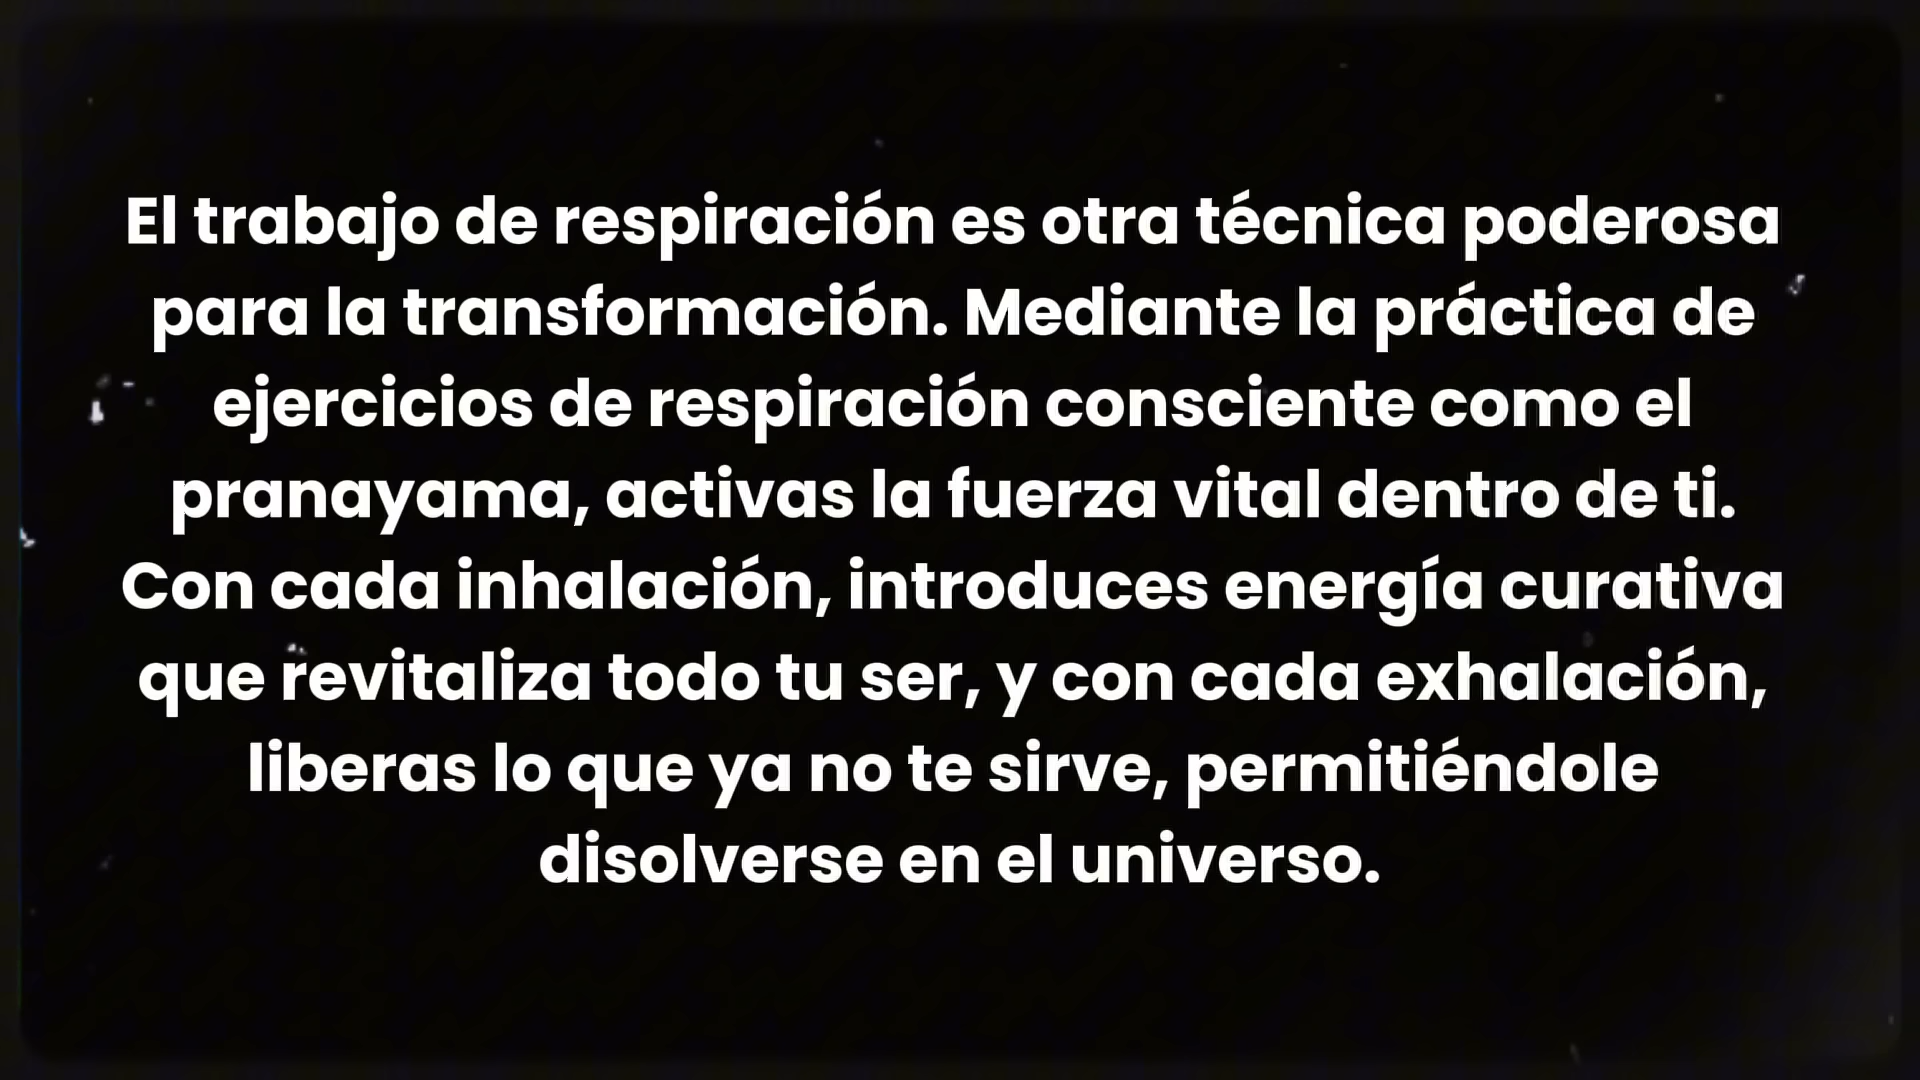 El trabajo de respiración es otra técnica poderosa
para la transformación. Mediante la práctica de
ejercicios de respiración consciente como el
pranayama, activas la fuerza vital dentro de ti.
Con cada inhalación, introduces energía curativa
que revitaliza todo tu ser, y con cada exhalación,
liberas lo que ya no te sirve, permitiéndole
disolverse en el universo.